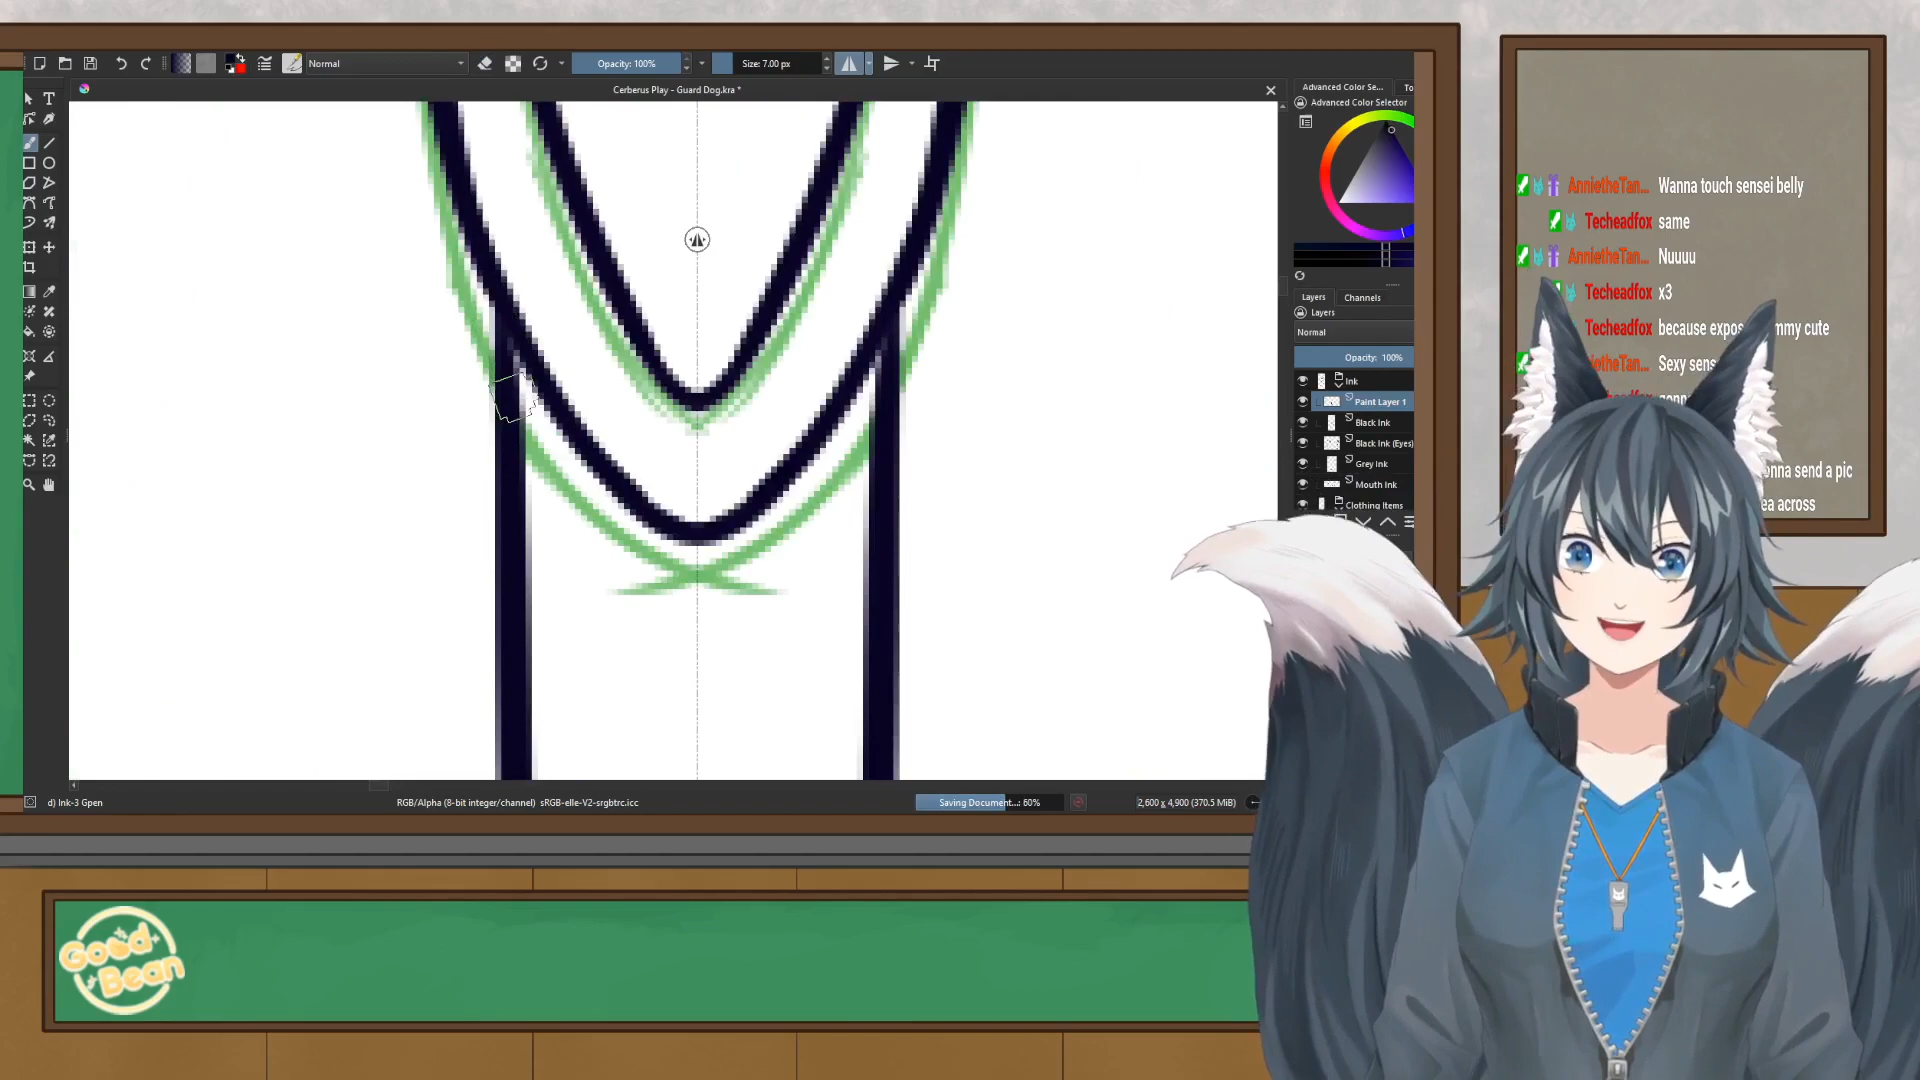 Normal
Opacity: 100%
Size: 7.00 px
Cerberus Play - Guard Dog.kra *
Advanced Color Se...
To
Advanced Color Selector
Layers
Channels
Layers
Normal
Opacity: 100%
Ink
Paint Layer 1
Black Ink
Black Ink (Eyes)
Grey Ink
Mouth Ink
Clothing Items
d) Ink-3 Gpen
RGB/Alpha (8-bit integer/channel) sRGB-elle-V2-srgbtrc.icc
Saving Document...: 60%
2,600 x 4,900 (370.5 MiB)
AnnietheTan... Wanna touch sensei belly
Techeadfox same
AnnietheTan... Nuuuu
Techeadfox x3
Techeadfox because expos mmy cute
nietheTan... Sexy sens
onna send a pic
ea across
Good
Bean